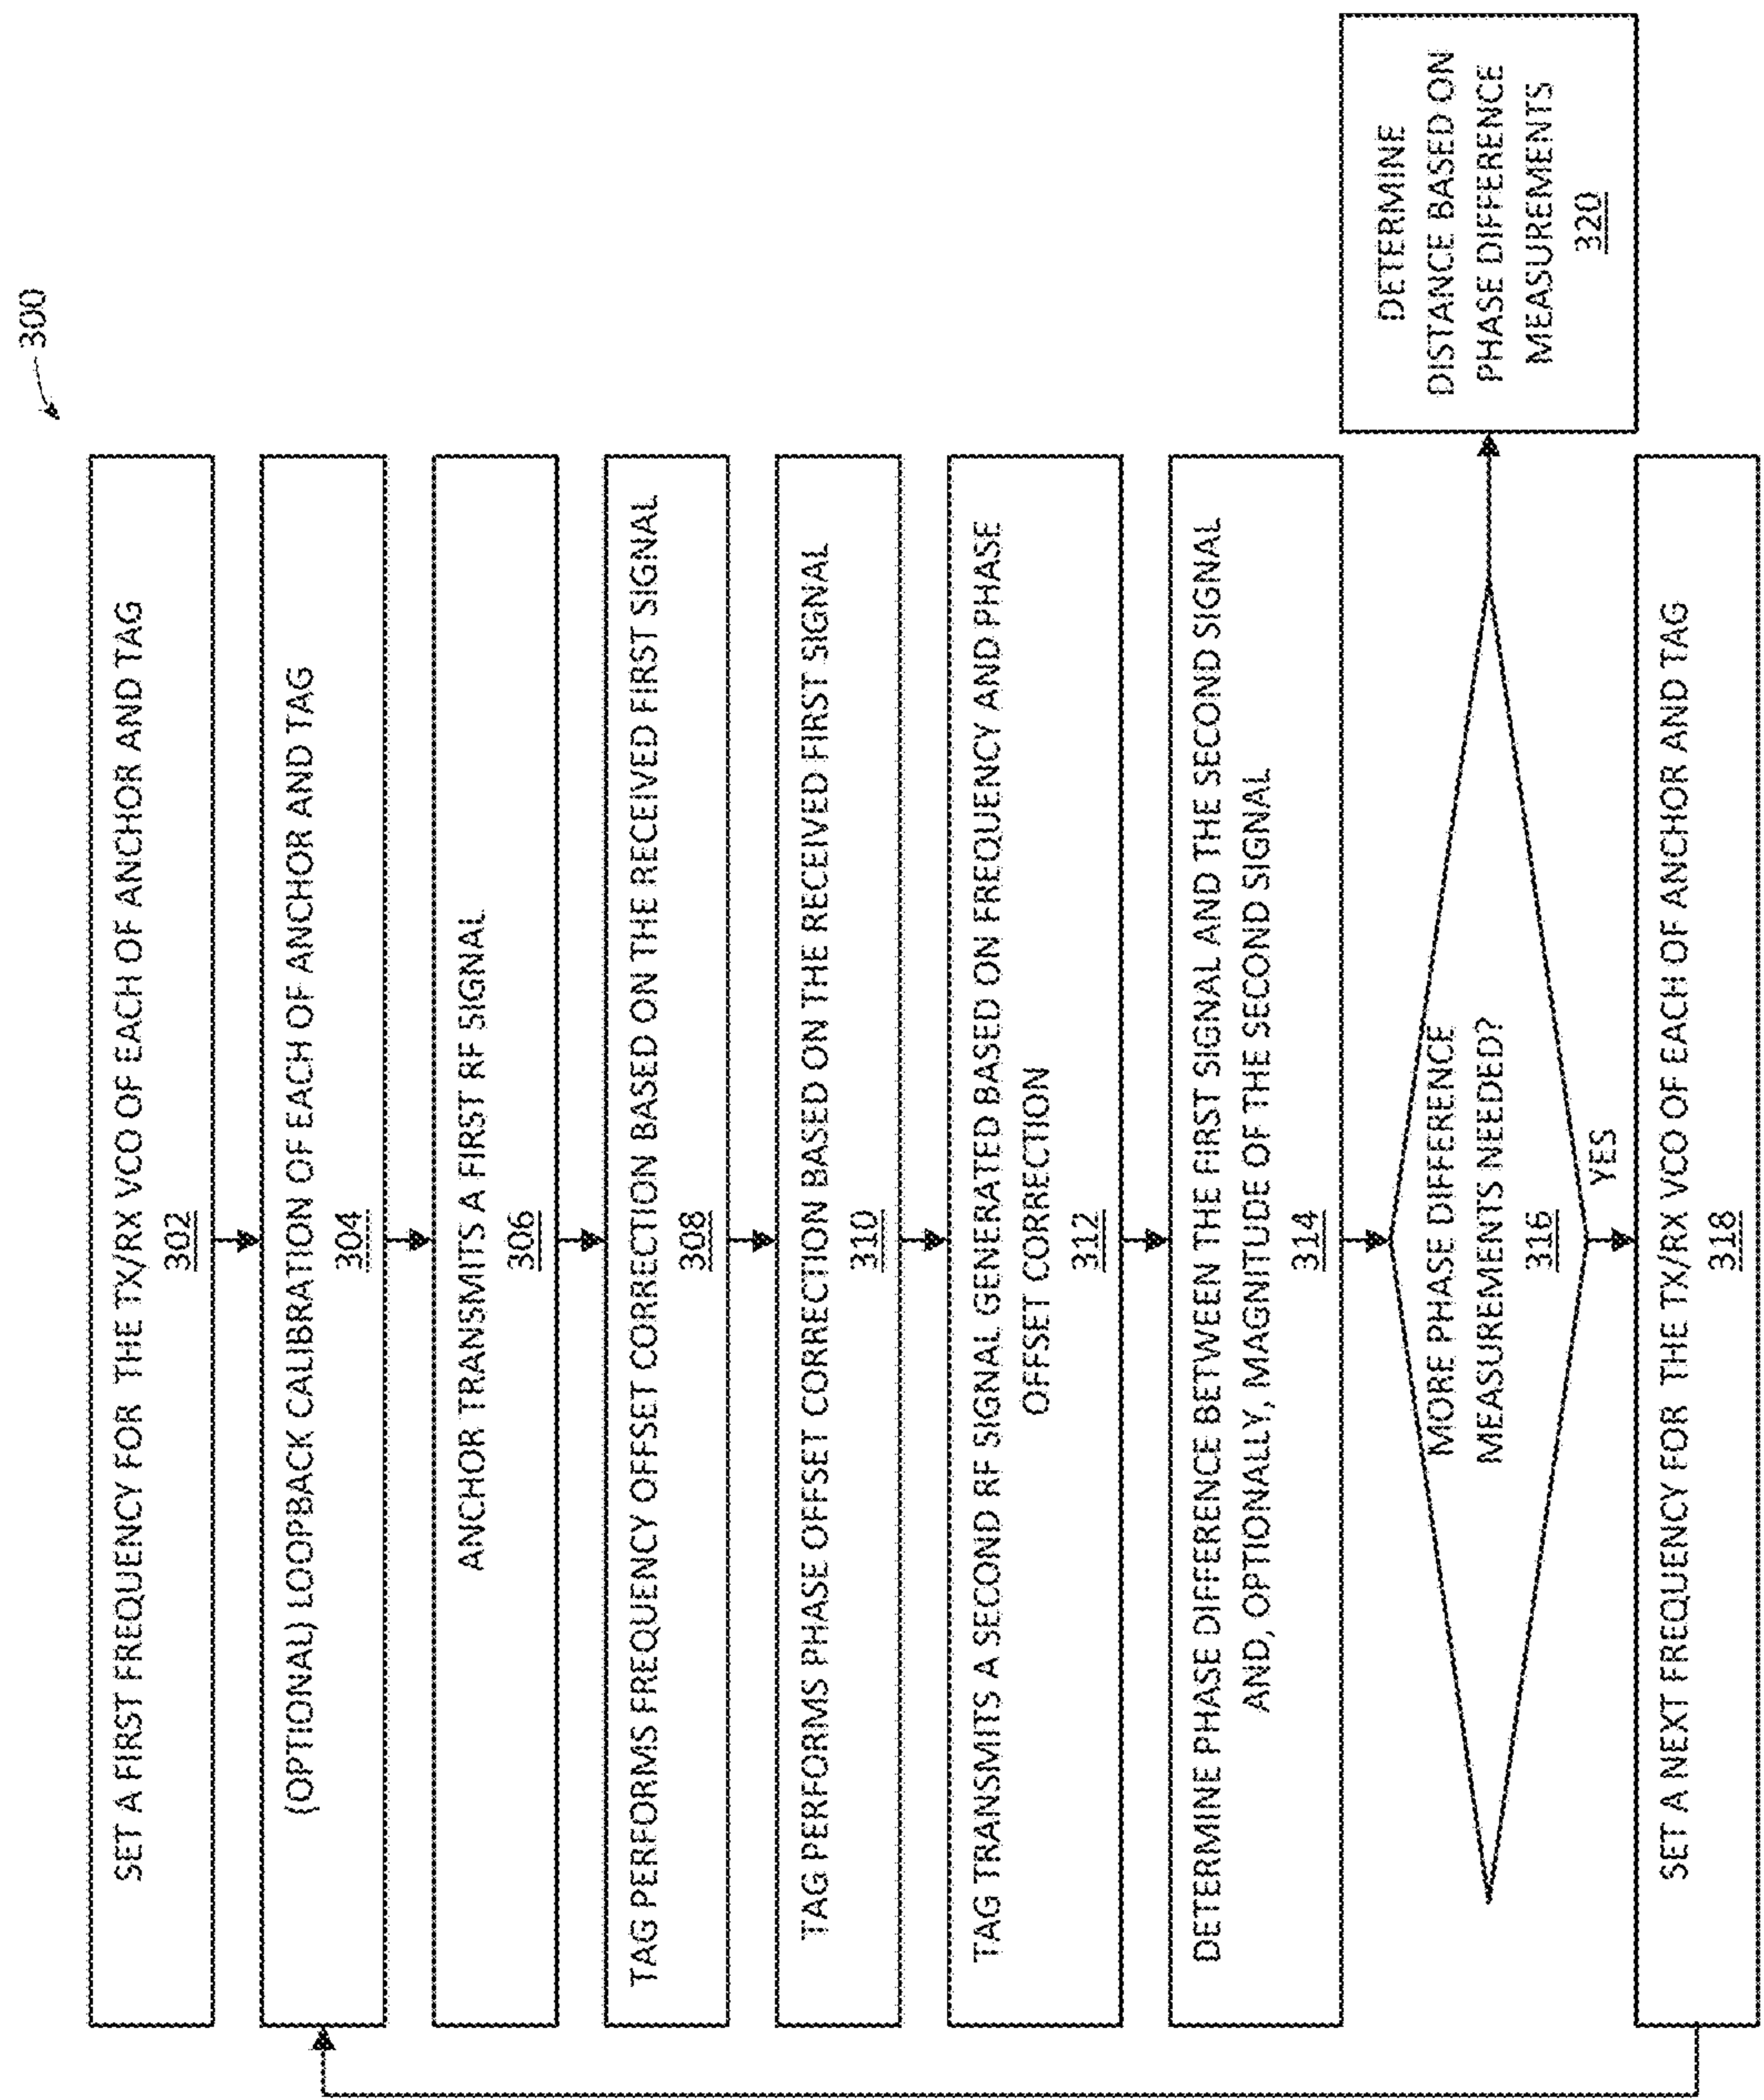 300
SET A FIRST FREQUENCY FOR THE TX/RX VCO OF EACH OF ANCHOR AND TAG
302
(OPTIONAL) LOOPBACK CALIBRATION OF EACH OF ANCHOR AND TAG
304
ANCHOR TRANSMITS A FIRST RF SIGNAL
306
TAG PERFORMS FREQUENCY OFFSET CORRECTION BASED ON THE RECEIVED FIRST SIGNAL
308
TAG PERFORMS PHASE OFFSET CORRECTION BASED ON THE RECEIVED FIRST SIGNAL
310
TAG TRANSMITS A SECOND RF SIGNAL GENERATED BASED ON FREQUENCY AND PHASE
OFFSET CORRECTION
312
DETERMINE PHASE DIFFERENCE BETWEEN THE FIRST SIGNAL AND THE SECOND SIGNAL
AND, OPTIONALLY, MAGNITUDE OF THE SECOND SIGNAL
314
MORE PHASE DIFFERENCE
MEASUREMENTS NEEDED?
316
YES
DETERMINE
DISTANCE BASED ON
PHASE DIFFERENCE
MEASUREMENTS
320
SET A NEXT FREQUENCY FOR THE TX/RX VCO OF EACH OF ANCHOR AND TAG
318